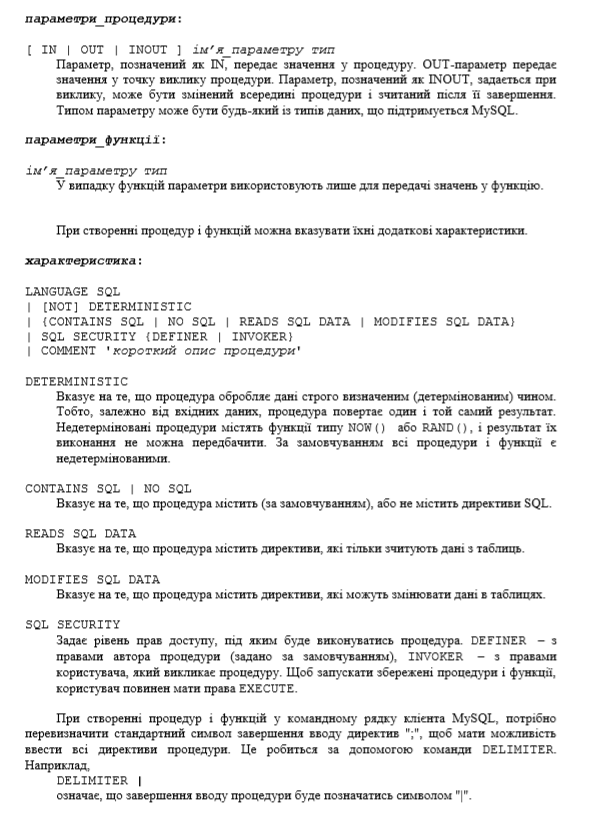 параметри_процедури:
[ IN | OUT | INOUT ] ім’я_параметру тип
Параметр, позначений як IN, передає значення у процедуру. OUT-параметр передає
значення у точку виклику процедури. Параметр, позначений як INOUT, задається при
виклику, може бути змінений всередині процедури і зчитаний після її завершення.
Типом параметру може бути будь-який із типів даних, що підтримується MySQL.
параметри_функції:
ім’я_параметру тип
У випадку функцій параметри використовують лише для передачі значень у функцію.
При створенні процедур і функцій можна вказувати їхні додаткові характеристики.
характеристика:
LANGUAGE SQL
| [NOT] DETERMINISTIC
| {CONTAINS SQL | NO SQL | READS SQL DATA | MODIFIES SQL DATA}
| SQL SECURITY {DEFINER | INVOKER}
| COMMENT 'короткий опис процедури'
DETERMINISTIC
Вказує на те, що процедура обробляє дані строго визначеним (детермінованим) чином.
Тобто, залежно від вхідних даних, процедура повертає один і той самий результат.
Недетерміновані процедури містять функції типу NOW() або RAND(), і результат їх
виконання не можна передбачити. За замовчуванням всі процедури і функції є
недетермінованими.
CONTAINS SQL | NO SQL
Вказує на те, що процедура містить (за замовчуванням), або не містить директиви SQL.
READS SQL DATA
Вказує на те, що процедура містить директиви, які тільки зчитують дані з таблиць.
MODIFIES SQL DATA
Вказує на те, що процедура містить директиви, які можуть змінювати дані в таблицях.
SQL SECURITY
Задає рівень прав доступу, під яким буде виконуватись процедура. DEFINER – з
правами автора процедури (задано за замовчуванням), INVOKER – з правами
користувача, який викликає процедуру. Щоб запускати збережені процедури і функції,
користувач повинен мати права EXECUTE.
При створенні процедур і функцій у командному рядку клієнта MySQL, потрібно
перевизначити стандартний символ завершення вводу директив ";", щоб мати можливість
ввести всі директиви процедури. Це робиться за допомогою команди DELIMITER.
Наприклад,
DELIMITER |
означає, що завершення вводу процедури буде позначатись символом "|".